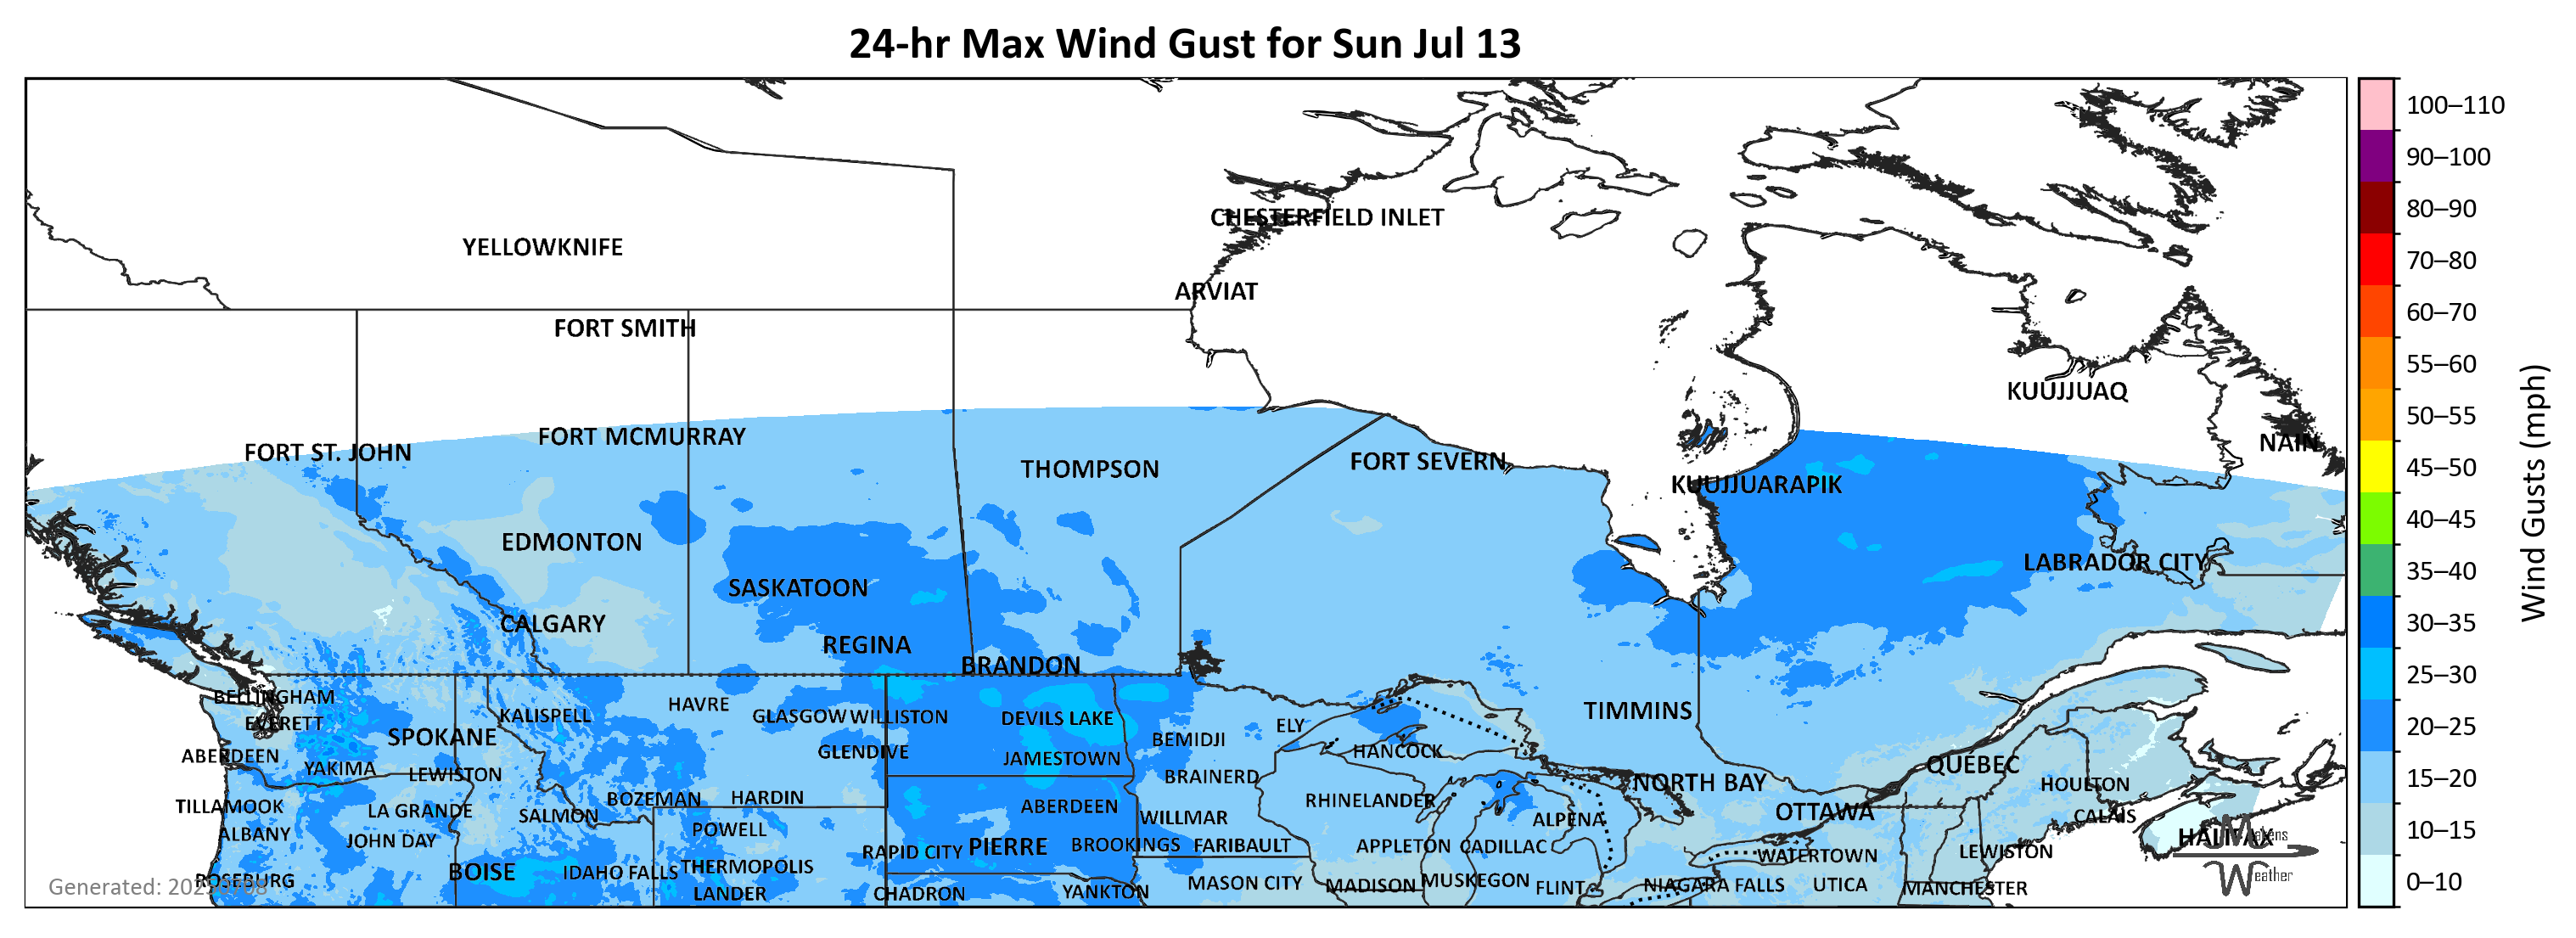 24-hr Max Wind Gust for Sun Jul 13
100–110
90–100
80–90
70–80
60–70
55–60
50–55
45–50
40–45
35–40
30–35
25–30
20–25
15–20
10–15
0–10
Wind Gusts (mph)
CHESTERFIELD INLET
YELLOWKNIFE
ARVIAT
FORT SMITH
KUUJJUAQ
FORT MCMURRAY
NAIN
FORT ST. JOHN
FORT SEVERN
THOMPSON
KUUJJUARAPIK
EDMONTON
LABRADOR CITY
SASKATOON
CALGARY
REGINA
BRANDON
BELLINGHAM
HAVRE
TIMMINS
KALISPELL
GLASGOW
WILLISTON
DEVILS LAKE
EVERETT
ELY
SPOKANE
BEMIDJI
GLENDIVE
HANCOCK
ABERDEEN
JAMESTOWN
QUÉBEC
YAKIMA
LEWISTON
BRAINERD
NORTH BAY
HOULTON
BOZEMAN
HARDIN
RHINELANDER
TILLAMOOK
ABERDEEN
LA GRANDE
OTTAWA
SALMON
CALAIS
WILLMAR
ALPENA
POWELL
ALBANY
HALIFAX
Makens
JOHN DAY
BROOKINGS
FARIBAULT
APPLETON
CADILLAC
PIERRE
RAPID CITY
LEWISTON
WATERTOWN
THERMOPOLIS
BOISE
IDAHO FALLS
Weather
ROSEBURG
MUSKEGON
MASON CITY
MADISON
NIAGARA FALLS
UTICA
Generated:
FLINT
MANCHESTER
YANKTON
LANDER
CHADRON